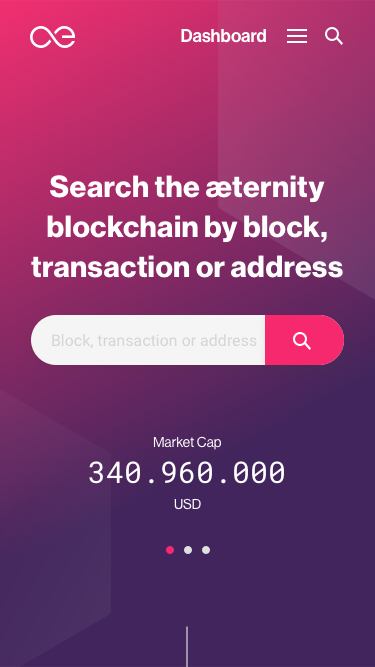 Dashboard
Search the æternity
blockchain by block,
transaction or address
Block, transaction or address
Market Cap
340.960.000
USD